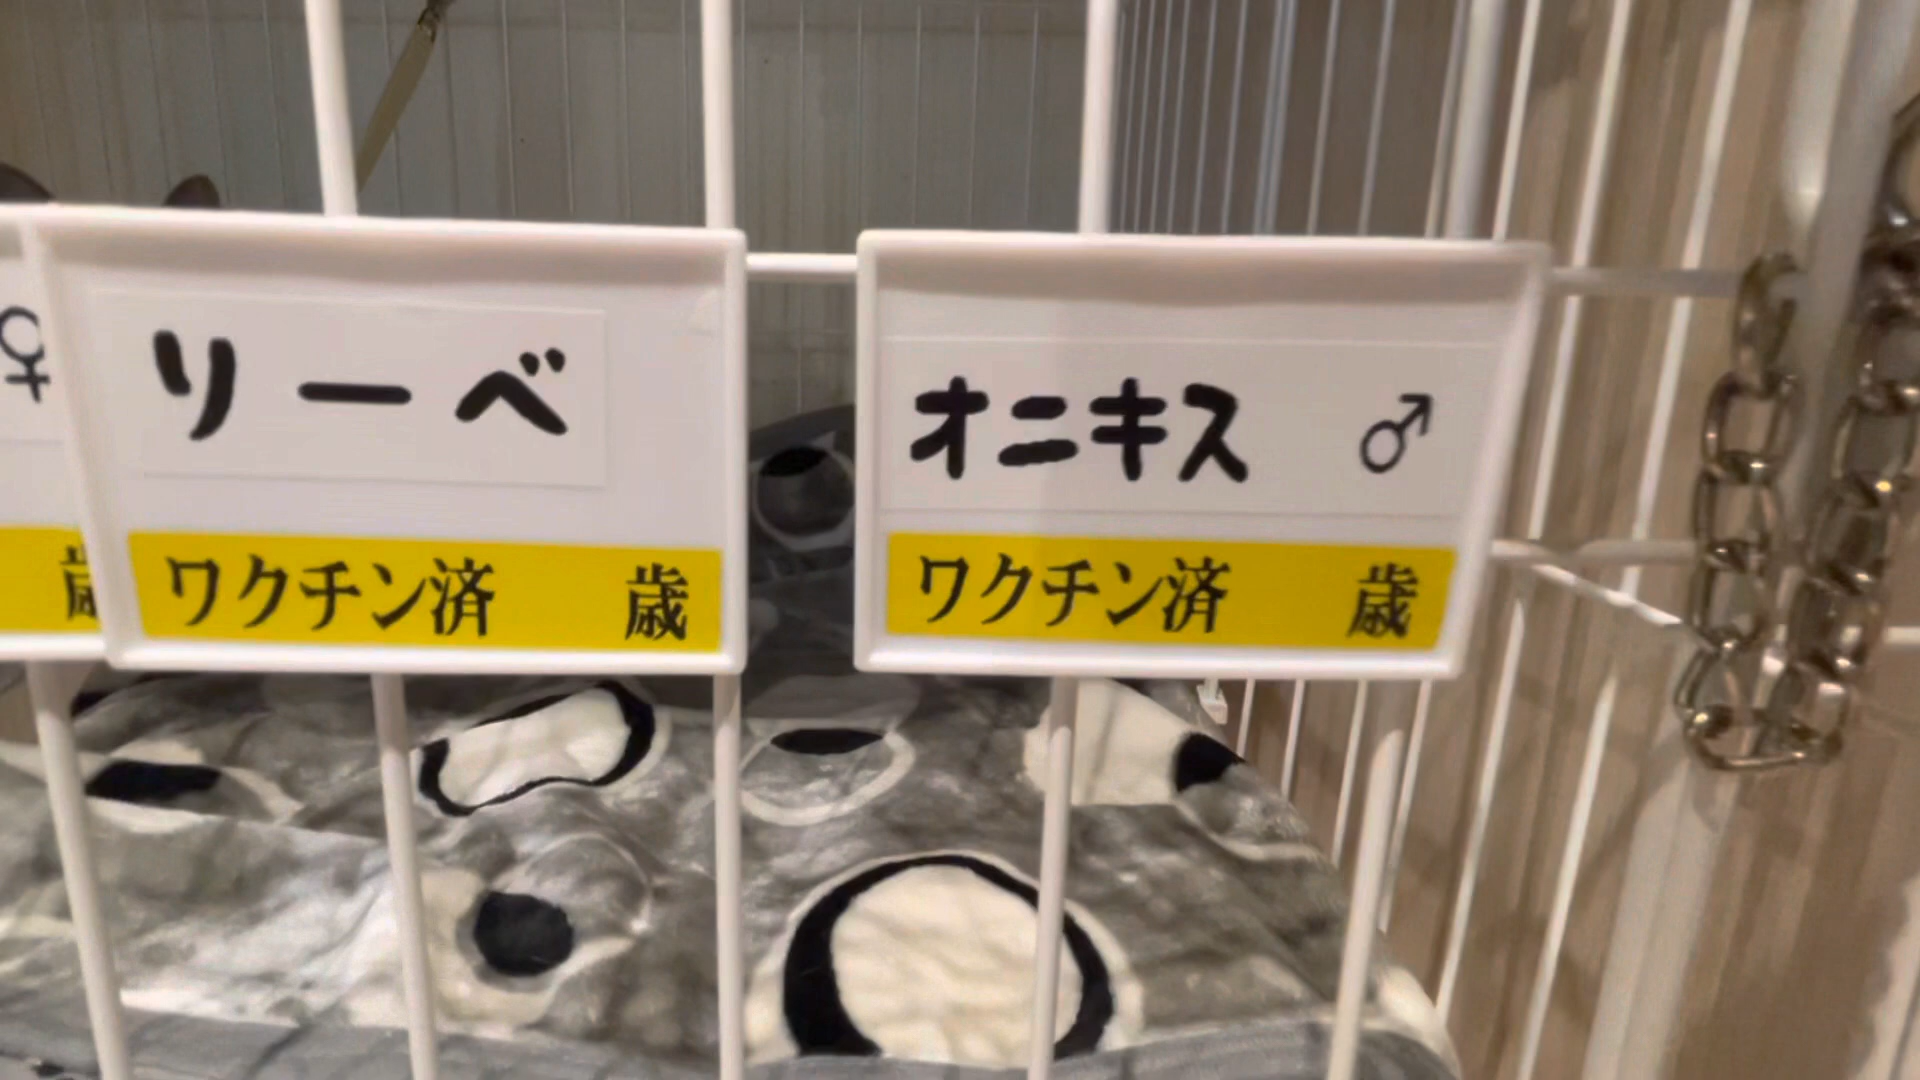 ♀
歳
リーベ
ワクチン済 歳
オニキス ♂
ワクチン済 歳